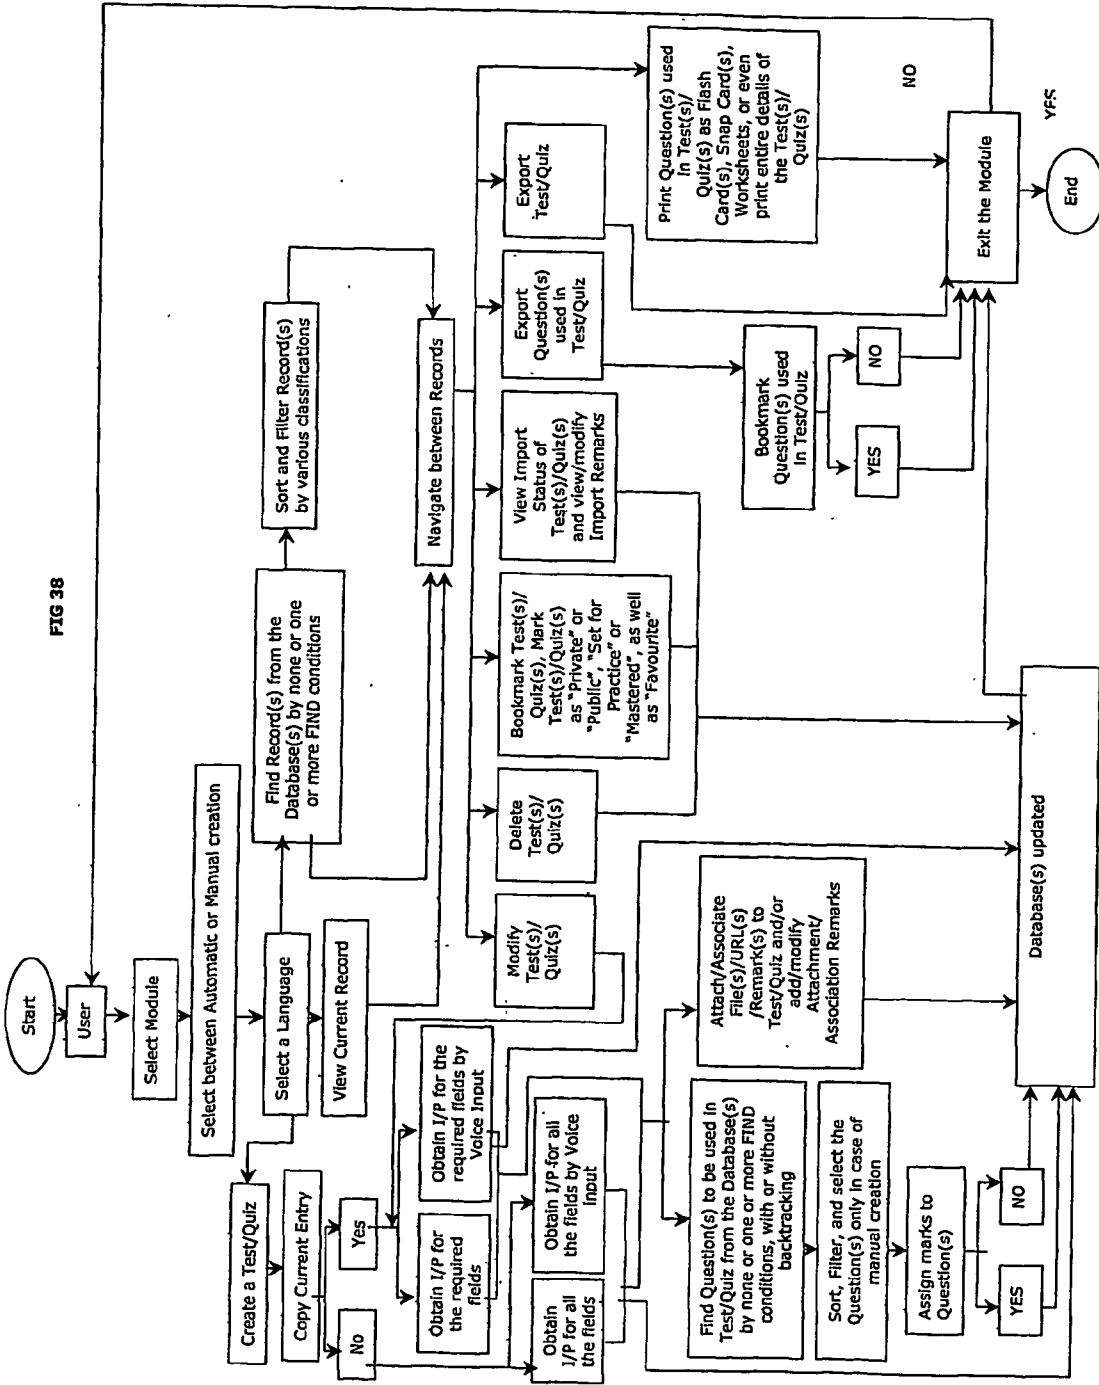 FIG 38
Start
User
Select Module
Select between Automatic or Manual creation
Select a Language
Create a Test/Quiz
Copy Current Entry
No
Yes
View Current Record
Find Record(s) from the
Database(s) by none or one
or more FIND conditions
Sort and Filter Record(s)
by various classifications
Navigate between Records
Obtain I/P for
the required
fields
Obtain I/P for the
required fields by
Voice Input
Obtain
I/P for all
the fields
Obtain I/P for all
the fields by Voice
Input
Modify
Test(s)/
Quiz(s)
Delete
Test(s)/
Quiz(s)
Bookmark Test(s)/
Quiz(s), Mark
Test(s)/Quiz(s)
as "Private" or
"Public", "Set for
Practice" or
"Mastered", as well
as "Favourite"
View Import
Status of
Test(s)/Quiz(s)
and view/modify
Import Remarks
Export
Question(s)
used in
Test/Quiz
Export
Test/Quiz
Print Question(s) used
in Test(s)/
Quiz(s) as Flash
Card(s), Snap Card(s),
Worksheets, or even
print entire details of
the Test(s)/
Quiz(s)
Find Question(s) to be used in
Test/Quiz from the Database(s)
by none or one or more FIND
conditions, with or without
backtracking
Attach/Associate
File(s)/URL(s)
/Remark(s) to
Test/Quiz and/or
add/modify
Attachment/
Association Remarks
Sort, Filter, and select the
Question(s) only in case of
manual creation
Assign marks to
Question(s)
YES
NO
Bookmark
Question(s) used
in Test/Quiz
YES
NO
Database(s) updated
Exit the Module
NO
YES
End